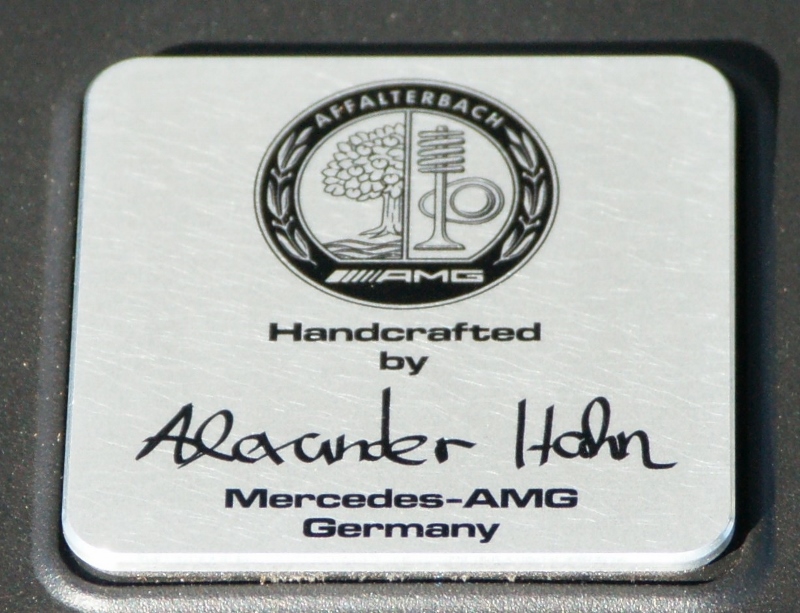 AFFALTERBACH
AMG
Handcrafted
by
Alexander Hahn
Mercedes-AMG
Germany